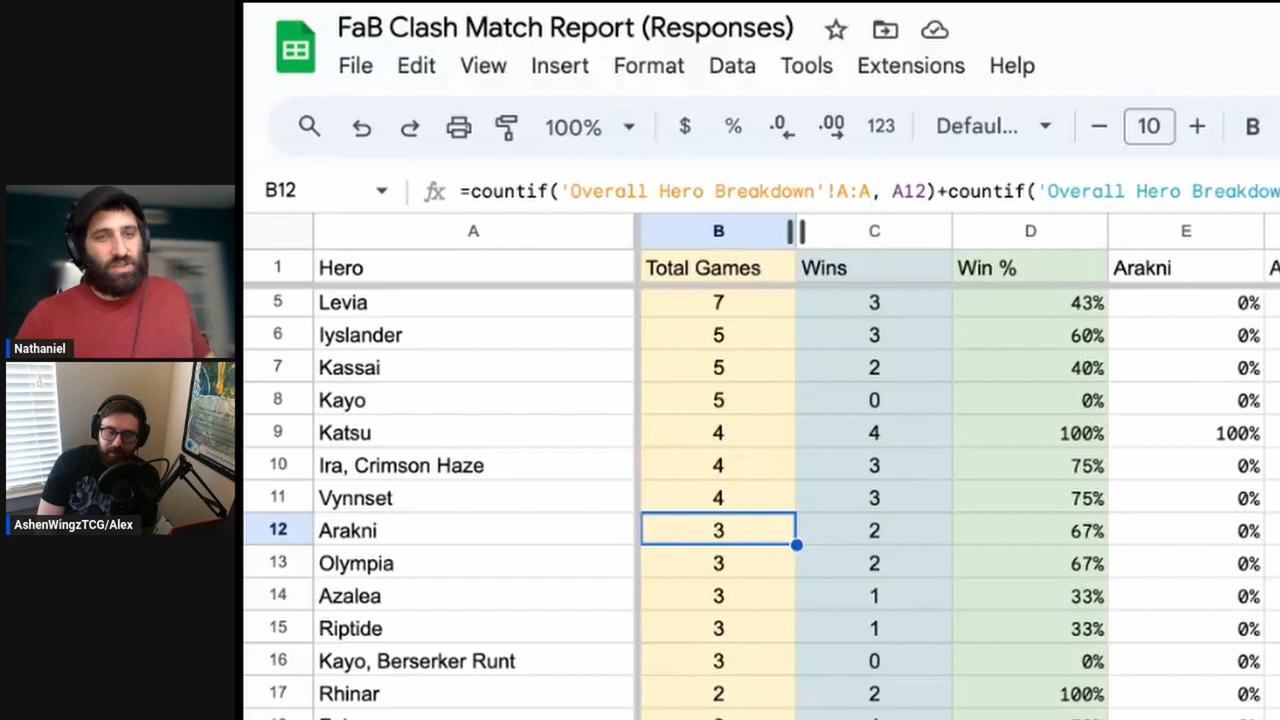 FaB Clash Match Report (Responses)
File Edit View Insert Format Data Tools Extensions Help
100% $ % .0 .00 123 Defaul... 10 B
B12 fx =countif('Overall Hero Breakdown'!A:A, A12)+countif('Overall Hero Breakdow
A B C D E
1 Hero Total Games Wins Win % Arakni A
5 Levia 7 3 43% 0%
6 Iyslander 5 3 60% 0%
7 Kassai 5 2 40% 0%
8 Kayo 5 0 0% 0%
9 Katsu 4 4 100% 100%
10 Ira, Crimson Haze 4 3 75% 0%
11 Vynnset 4 3 75% 0%
12 Arakni 3 2 67% 0%
13 Olympia 3 2 67% 0%
14 Azalea 3 1 33% 0%
15 Riptide 3 1 33% 0%
16 Kayo, Berserker Runt 3 0 0% 0%
17 Rhinar 2 2 100% 0%
Nathaniel
AshenWingzTCG/Alex